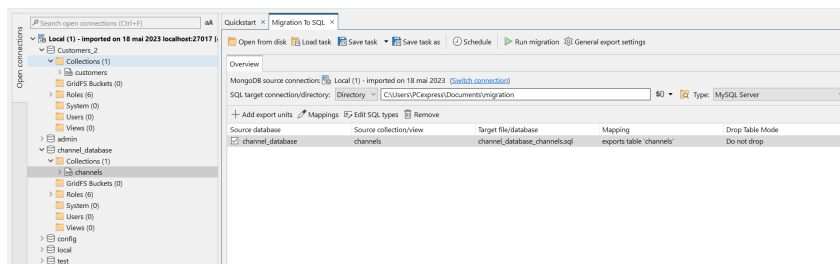 Search open connections (Ctrl+F) aA
Open connections
Local (1) - imported on 18 mai 2023 localhost:27017 [
Customers_2
Collections (1)
customers
GridFS Buckets (0)
Roles (6)
System (0)
Users (0)
Views (0)
admin
channel_database
Collections (1)
channels
GridFS Buckets (0)
Roles (6)
System (0)
Users (0)
Views (0)
config
local
test
Quickstart × Migration To SQL ×
Open from disk Load task Save task Save task as Schedule Run migration General export settings
Overview
MongoDB source connection: Local (1) - imported on 18 mai 2023 (Switch connection)
SQL target connection/directory: Directory C:\Users\PCexpress\Documents\migration ${} Type: MySQL Server
Add export units Mappings Edit SQL types Remove
Source database Source collection/view Target file/database Mapping Drop Table Mode
channel_database channels channel_database_channels.sql exports table 'channels' Do not drop